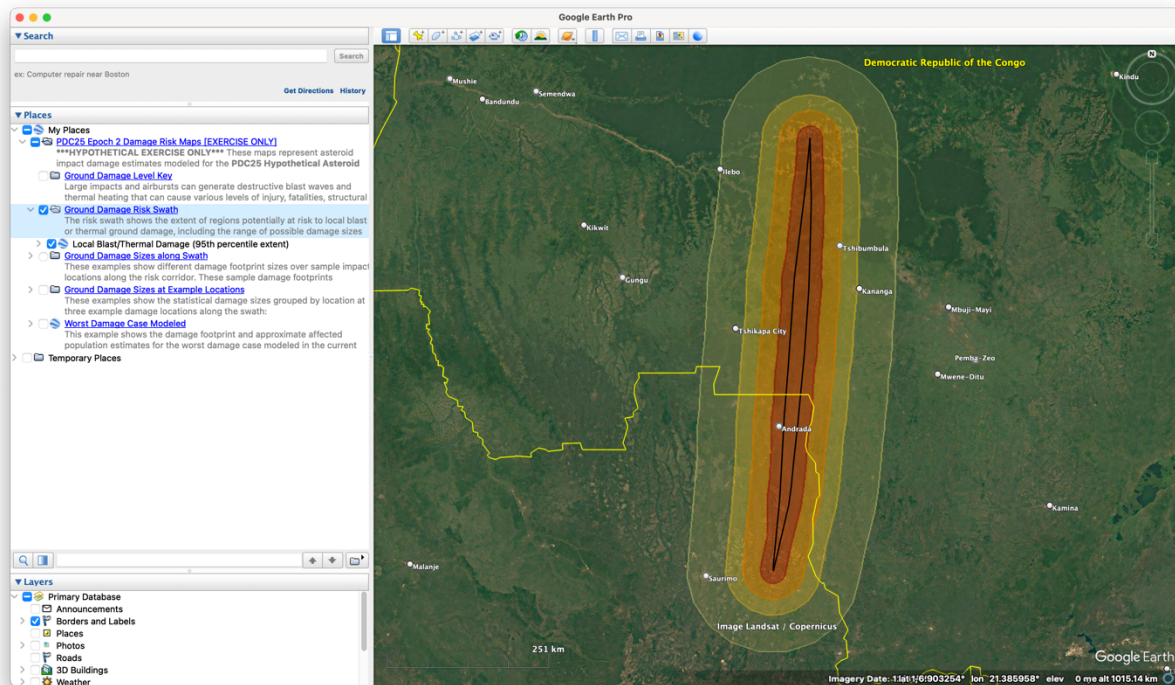 Google Earth Pro
Search
Search
ex: Computer repair near Boston
Get Directions History
Places
My Places
PDC25 Epoch 2 Damage Risk Maps [EXERCISE ONLY]
***HYPOTHETICAL EXERCISE ONLY*** These maps represent asteroid
impact damage estimates modeled for the PDC25 Hypothetical Asteroid
Ground Damage Level Key
Large impacts and airbursts can generate destructive blast waves and
thermal heating that can cause various levels of injury, fatalities, structural
Ground Damage Risk Swath
The risk swath shows the extent of regions potentially at risk to local blast
or thermal ground damage, including the range of possible damage sizes
Local Blast/Thermal Damage (95th percentile extent)
Ground Damage Sizes along Swath
These examples show different damage footprint sizes over sample impact
locations along the risk corridor. These sample damage footprints
Ground Damage Sizes at Example Locations
These examples show the statistical damage sizes grouped by location at
three example damage locations along the swath:
Worst Damage Case Modeled
This example shows the damage footprint and approximate affected
population estimates for the worst damage case modeled in the current
Temporary Places
Layers
Primary Database
Announcements
Borders and Labels
Places
Photos
Roads
3D Buildings
Weather
Democratic Republic of the Congo
N
Kindu
Mushie
Semendwa
Bandundu
Ilebo
Kikwit
Tshibumbula
Gungu
Kananga
Mbuji-Mayi
Tshikapa City
Pemba-Zeo
Mwene-Ditu
Andrada
Kamina
Malanje
Saurimo
Image Landsat / Copernicus
251 km
Google Earth
Imagery Date: lat 6.903254° lon 21.385958° elev 0 m alt 1015.14 km